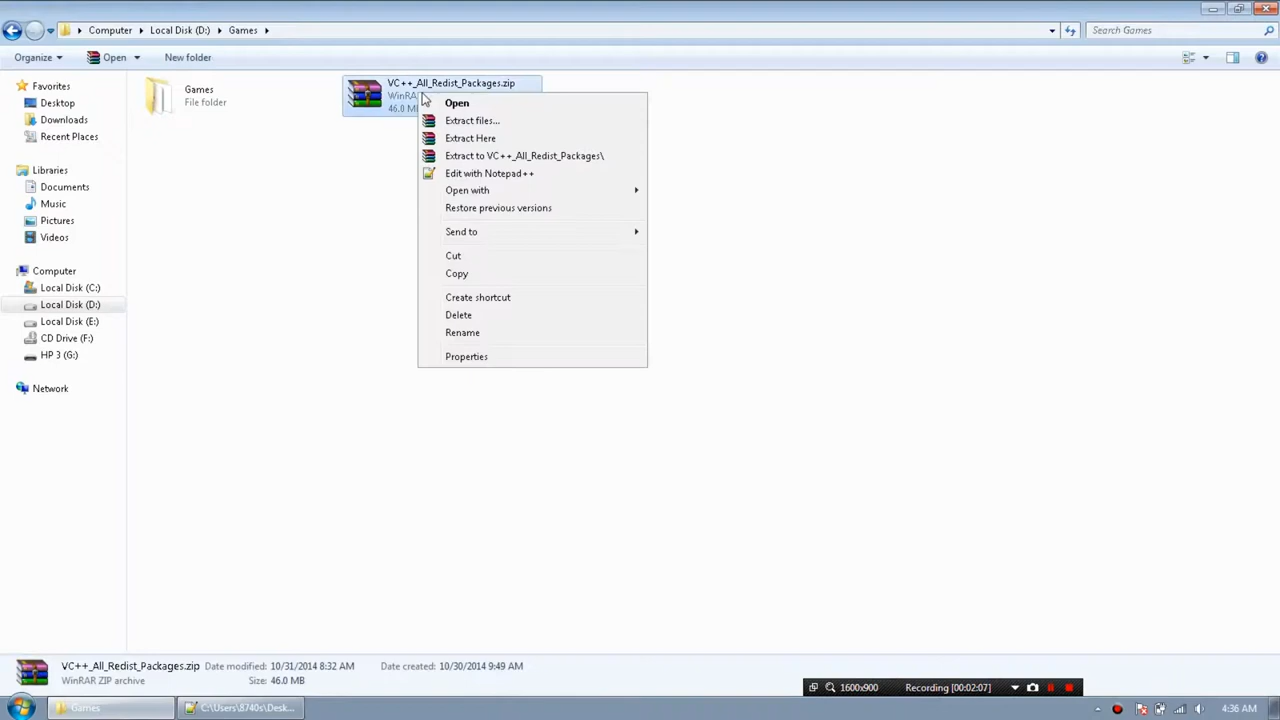 Computer Local Disk (D:) Games
Search Games
Organize Open New folder
Favorites
Desktop
Downloads
Recent Places
Libraries
Documents
Music
Pictures
Videos
Computer
Local Disk (C:)
Local Disk (D:)
Local Disk (E:)
CD Drive (F:)
HP 3 (G:)
Network
Games
File folder
VC++_All_Redist_Packages.zip
46.0
Open
Extract files...
Extract Here
Extract to VC++_All_Redist_Packages\
Edit with Notepad++
Open with
Restore previous versions
Send to
Cut
Copy
Create shortcut
Delete
Rename
Properties
VC++_All_Redist_Packages.zip Date modified: 10/31/2014 8:32 AM Date created: 10/30/2014 9:49 AM
WinRAR ZIP archive Size: 46.0 MB
1600x900 Recording [00:02:07]
Games
C:\Users\8740s\Desk...
4:36 AM